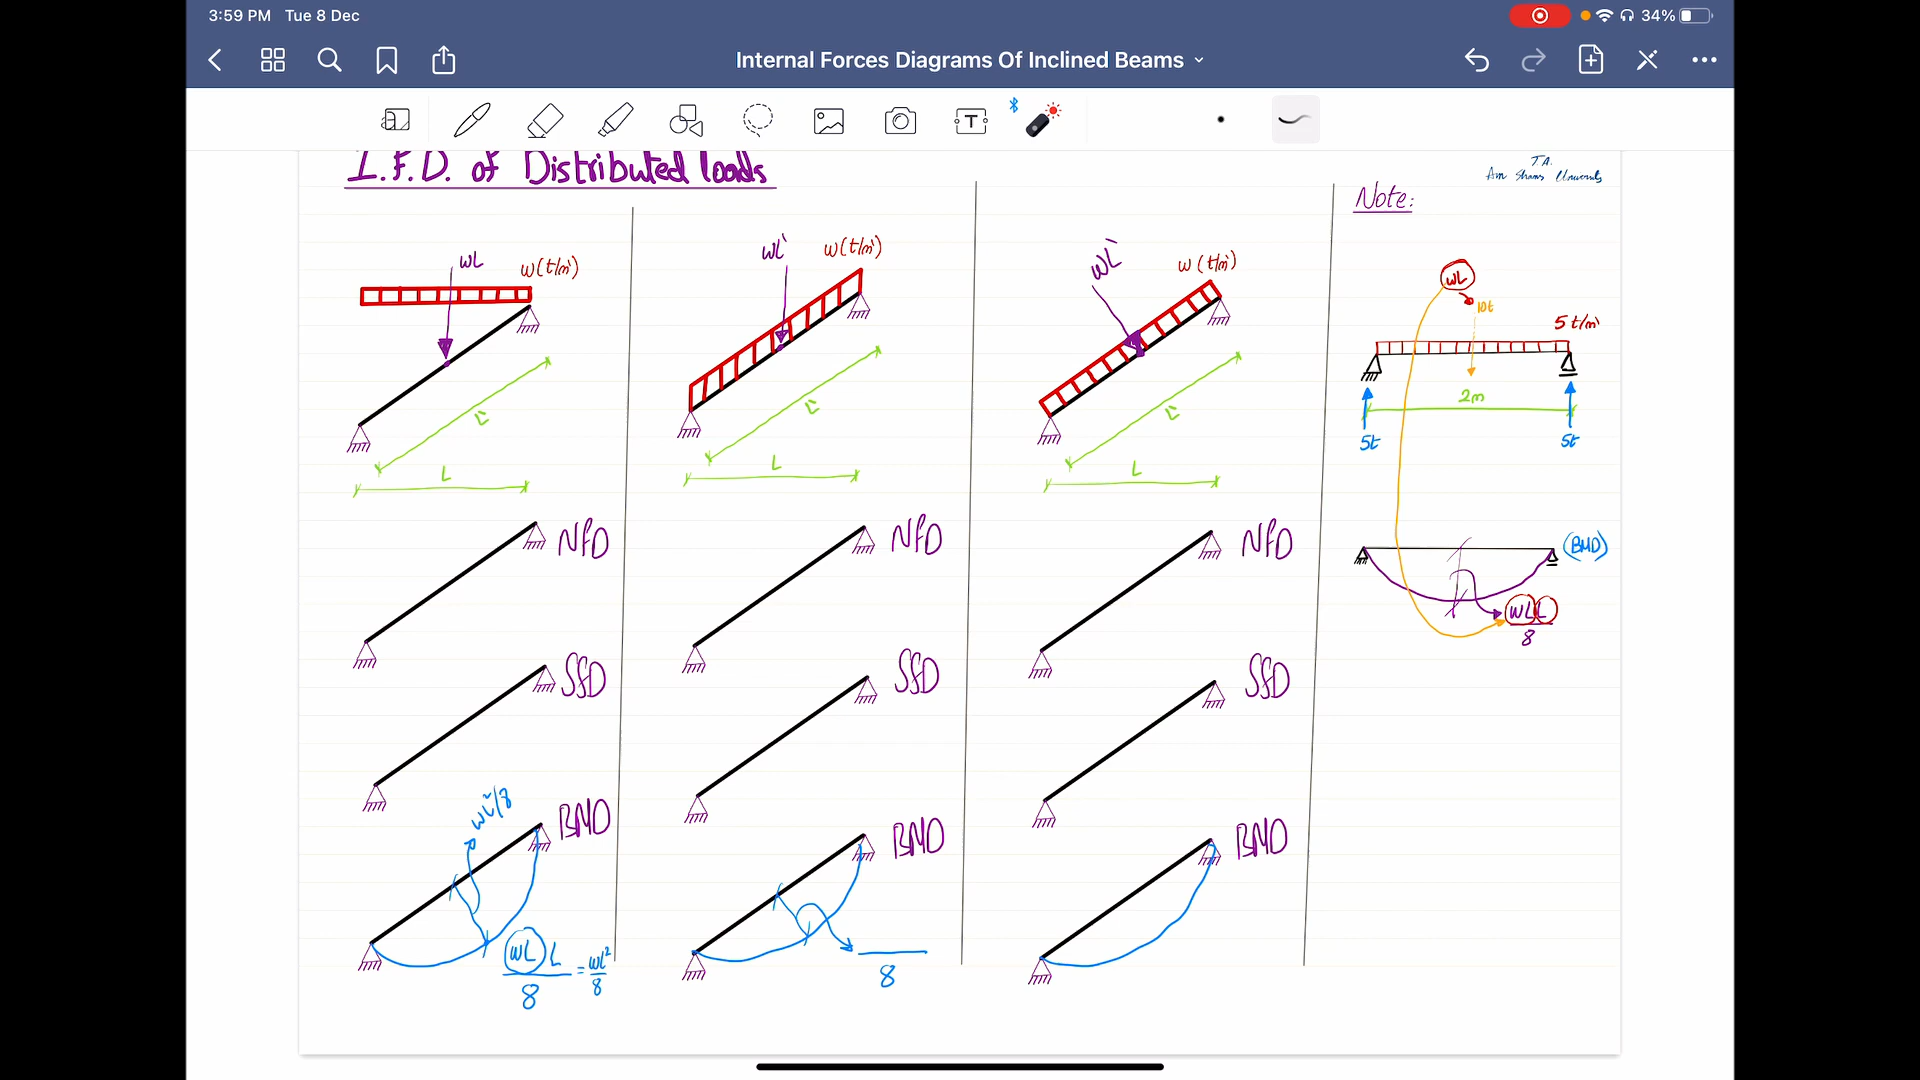 3:59 PM Tue 8 Dec
34%
Internal Forces Diagrams Of Inclined Beams
T
I.F.D. of Distributed loads
T.A.
Ain Shams University
Note:
wL
w(t/m')
wL'
w(t/m')
wL'
w(t/m')
wL
10t
5 t/m'
L'
L
L'
L
L'
L
2m
5t
5t
NFD
NFD
NFD
(BMD)
wL L
8
SFD
SFD
SFD
wL²/8
BMD
BMD
BMD
wL L
8
= wL²
8
8